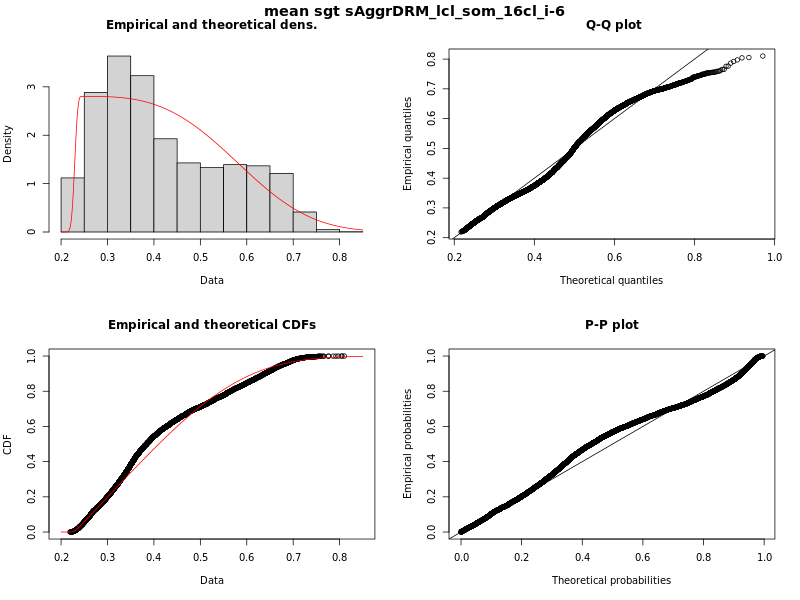 mean sgt sAggrDRM_lcl_som_16cl_i-6
Empirical and theoretical dens.
Density
0 1 2 3
0.2 0.3 0.4 0.5 0.6 0.7 0.8
Data
Q-Q plot
Empirical quantiles
0.2 0.3 0.4 0.5 0.6 0.7 0.8
0.2 0.4 0.6 0.8 1.0
Theoretical quantiles
Empirical and theoretical CDFs
CDF
0.0 0.2 0.4 0.6 0.8 1.0
0.2 0.3 0.4 0.5 0.6 0.7 0.8
Data
P-P plot
Empirical probabilities
0.0 0.2 0.4 0.6 0.8 1.0
0.0 0.2 0.4 0.6 0.8 1.0
Theoretical probabilities